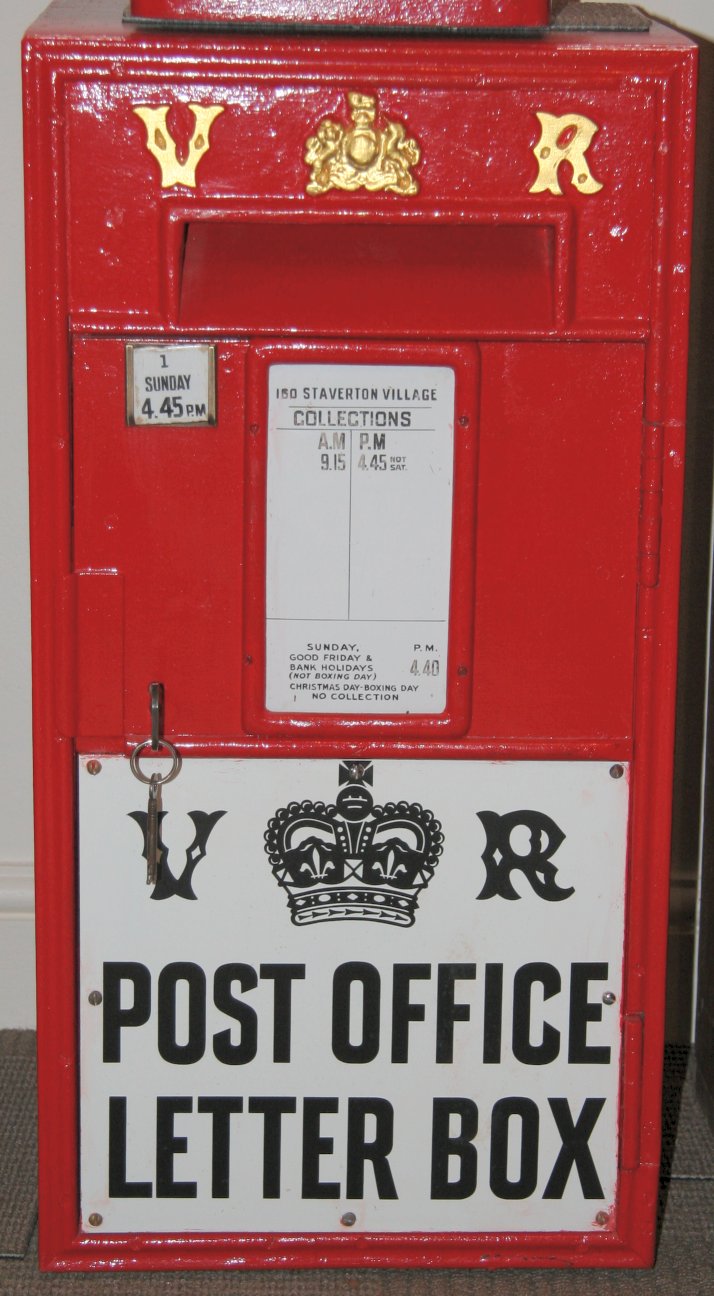 V R
1
SUNDAY
4.45 P.M
160 STAVERTON VILLAGE
COLLECTIONS
A.M P.M
9.15 4.45 NOT SAT.
SUNDAY, P.M.
GOOD FRIDAY &
BANK HOLIDAYS 4.40
(NOT BOXING DAY)
CHRISTMAS DAY-BOXING DAY
NO COLLECTION
V R
POST OFFICE
LETTER BOX